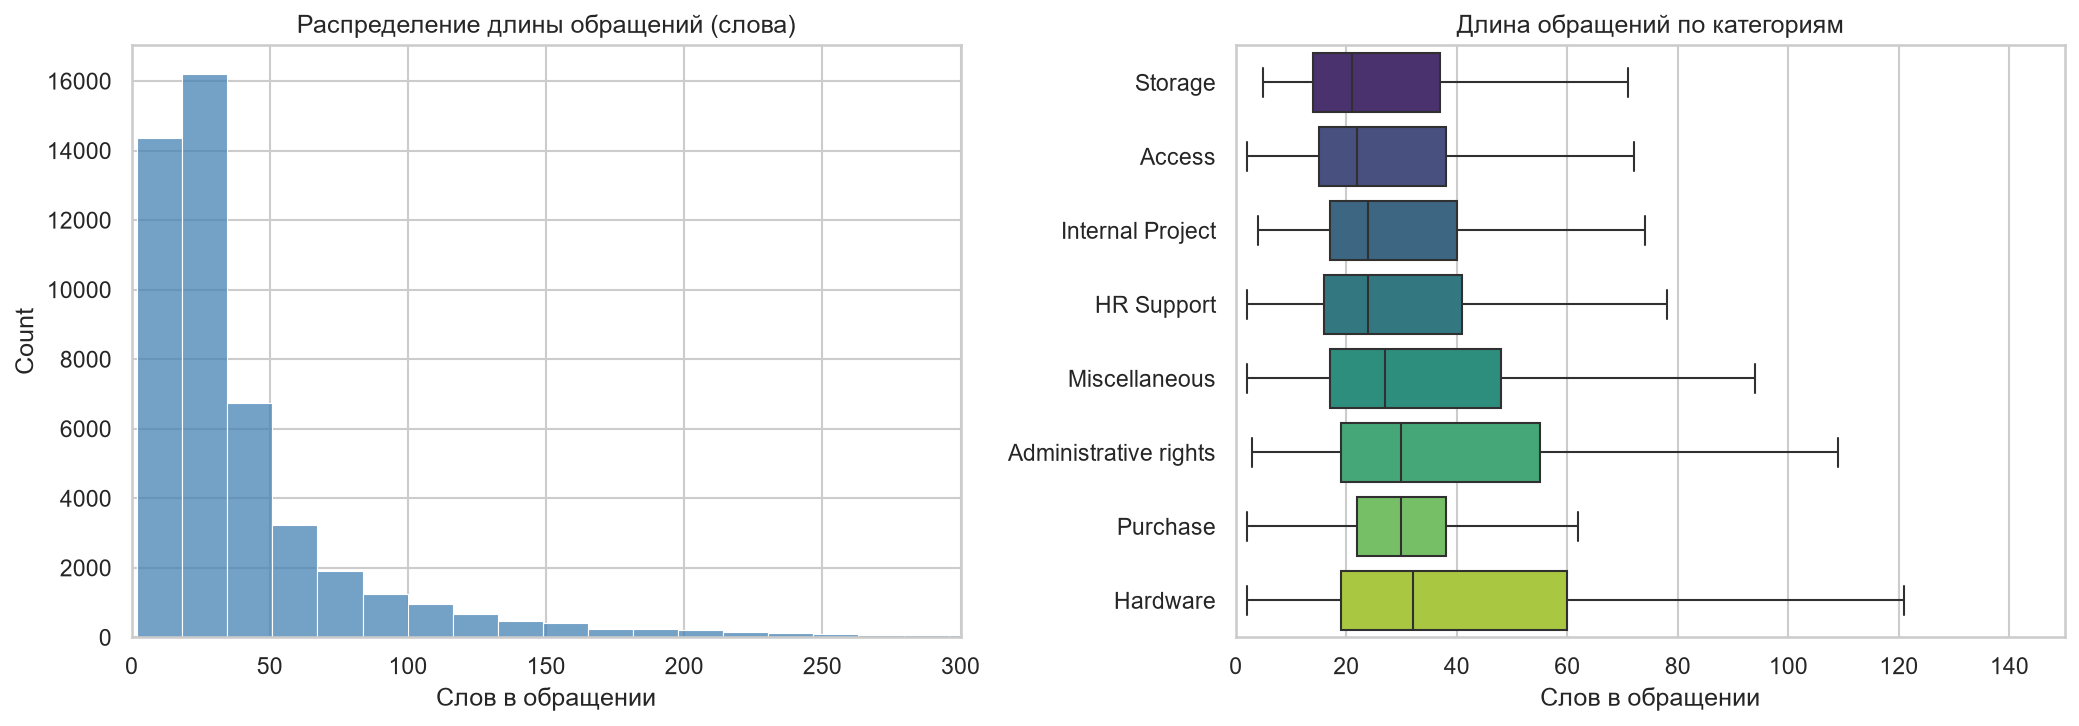 Распределение длины обращений (слова)
Count
16000
14000
12000
10000
8000
6000
4000
2000
0
0 50 100 150 200 250 300
Слов в обращении
Длина обращений по категориям
Storage
Access
Internal Project
HR Support
Miscellaneous
Administrative rights
Purchase
Hardware
0 20 40 60 80 100 120 140
Слов в обращении